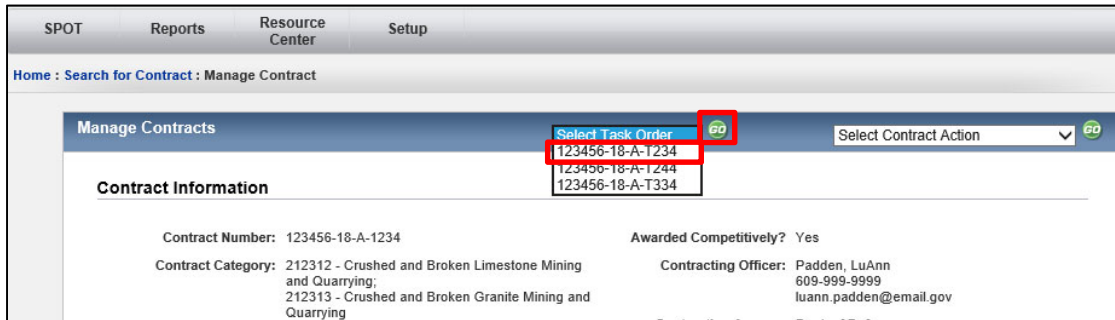 SPOT Reports Resource Center Setup
Home : Search for Contract : Manage Contract
Manage Contracts
Select Task Order GO
123456-18-A-T234
123456-18-A-T244
123456-18-A-T334
Select Contract Action GO
Contract Information
Contract Number: 123456-18-A-1234
Awarded Competitively? Yes
Contract Category: 212312 - Crushed and Broken Limestone Mining
and Quarrying;
212313 - Crushed and Broken Granite Mining and
Quarrying
Contracting Officer: Padden, LuAnn
609-999-9999
luann.padden@email.gov